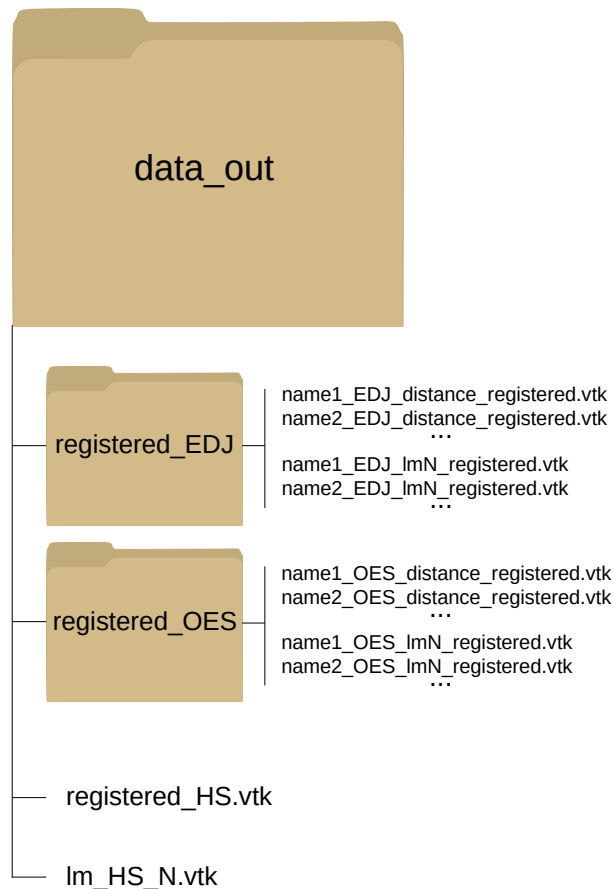 data_out
registered_EDJ
name1_EDJ_distance_registered.vtk
name2_EDJ_distance_registered.vtk
...
name1_EDJ_lmN_registered.vtk
name2_EDJ_lmN_registered.vtk
...
registered_OES
name1_OES_distance_registered.vtk
name2_OES_distance_registered.vtk
...
name1_OES_lmN_registered.vtk
name2_OES_lmN_registered.vtk
...
registered_HS.vtk
lm_HS_N.vtk